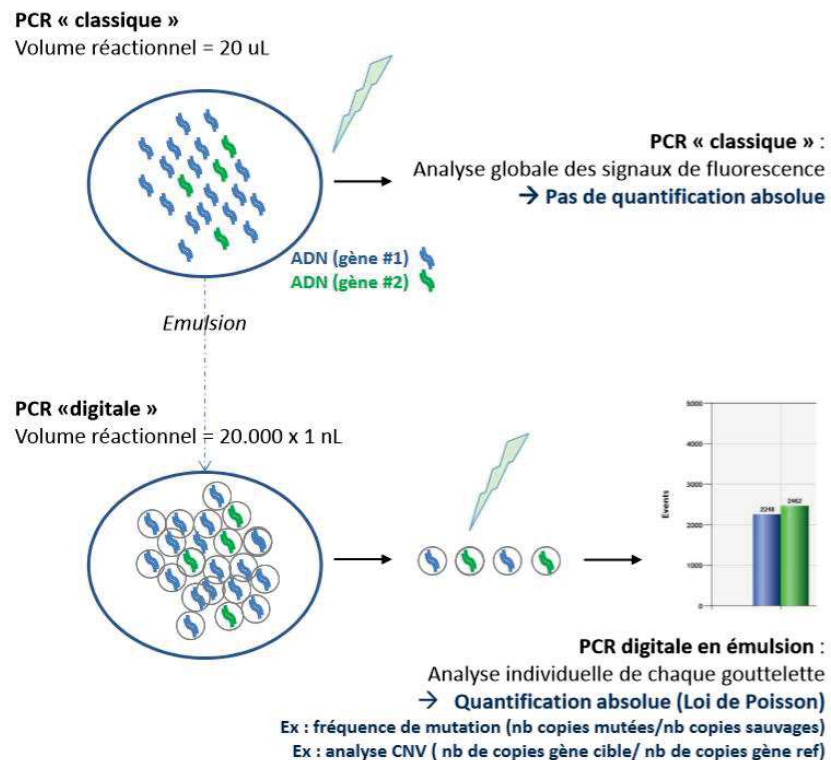 PCR « classique »
Volume réactionnel = 20 uL
PCR « classique » :
Analyse globale des signaux de fluorescence
→ Pas de quantification absolue
ADN (gène #1)
ADN (gène #2)
Emulsion
PCR «digitale »
Volume réactionnel = 20.000 x 1 nL
5000
4000
3000
2000
1000
0
Events
2248
2462
PCR digitale en émulsion :
Analyse individuelle de chaque gouttelette
→ Quantification absolue (Loi de Poisson)
Ex : fréquence de mutation (nb copies mutées/nb copies sauvages)
Ex : analyse CNV ( nb de copies gène cible/ nb de copies gène ref)